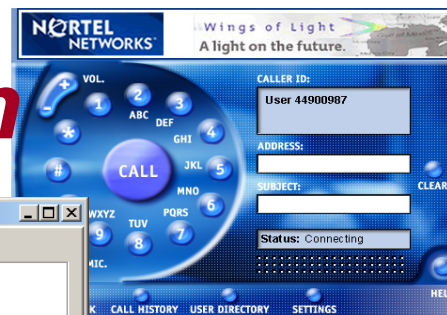 NORTEL
NETWORKS
Wings of Light
A light on the future.
VOL.
+
-
1
2
ABC
3
DEF
GHI
4
*
#
CALL
JKL
5
MNO
6
PQRS
7
TUV
8
WXYZ
9
MIC.
CALLER ID:
User 44900987
ADDRESS:
SUBJECT:
CLEAR
Status: Connecting
CALL HISTORY
USER DIRECTORY
SETTINGS